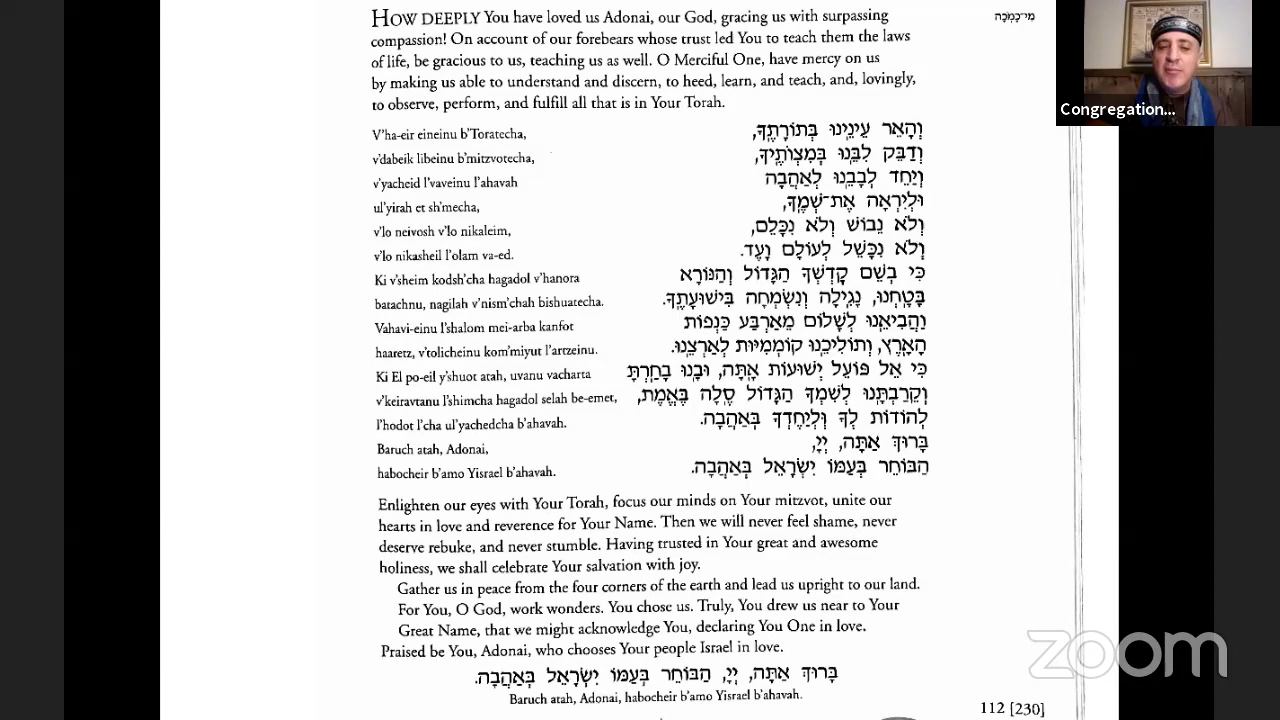 HOW DEEPLY You have loved us Adonai, our God, gracing us with surpassing
compassion! On account of our forebears whose trust led You to teach them the laws
of life, be gracious to us, teaching us as well. O Merciful One, have mercy on us
by making us able to understand and discern, to heed, learn, and teach, and, lovingly,
to observe, perform, and fulfill all that is in Your Torah.
מִי־כָמֹכָה
Congregation...
V'ha-eir eineinu b'Toratecha,
v'dabeik libeinu b'mitzvotecha,
v'yacheid l'vaveinu l'ahavah
ul'yirah et sh'mecha,
v'lo neivosh v'lo nikaleim,
v'lo nikasheil l'olam va-ed.
Ki v'sheim kodsh'cha hagadol v'hanora
batachnu, nagilah v'nism'chah bishuatecha.
Vahavi-einu l'shalom mei-arba kanfot
haaretz, v'tolicheinu kom'miyut l'artzeinu.
Ki El po-eil y'shuot atah, uvanu vacharta
v'keiravtanu l'shimcha hagadol selah be-emet,
l'hodot l'cha ul'yachedcha b'ahavah.
Baruch atah, Adonai,
habocheir b'amo Yisrael b'ahavah.
וְהָאֵר עֵינֵֽינוּ בְּתוֹרָתֶֽךָ,
וְדַבֵּק לִבֵּֽנוּ בְּמִצְוֹתֶֽיךָ,
וְיַחֵד לְבָבֵֽנוּ לְאַהֲבָה
וּלְיִרְאָה אֶת־שְׁמֶֽךָ,
וְלֹא נֵבוֹשׁ וְלֹא נִכָּלֵם,
וְלֹא נִכָּשֵׁל לְעוֹלָם וָעֶד.
כִּי בְשֵׁם קָדְשְׁךָ הַגָּדוֹל וְהַנּוֹרָא
בָּטָֽחְנוּ, נָגִֽילָה וְנִשְׂמְחָה בִּישׁוּעָתֶֽךָ.
וַהֲבִיאֵֽנוּ לְשָׁלוֹם מֵאַרְבַּע כַּנְפוֹת
הָאָֽרֶץ, וְתוֹלִיכֵֽנוּ קוֹמְמִיּוּת לְאַרְצֵֽנוּ.
כִּי אֵל פּוֹעֵל יְשׁוּעוֹת אָֽתָּה, וּבָֽנוּ בָחַֽרְתָּ
וְקֵרַבְתָּֽנוּ לְשִׁמְךָ הַגָּדוֹל סֶֽלָה בֶּאֱמֶת,
לְהוֹדוֹת לְךָ וּלְיַחֶדְךָ בְּאַהֲבָה.
בָּרוּךְ אַתָּה, יְיָ,
הַבּוֹחֵר בְּעַמּוֹ יִשְׂרָאֵל בְּאַהֲבָה.
Enlighten our eyes with Your Torah, focus our minds on Your mitzvot, unite our
hearts in love and reverence for Your Name. Then we will never feel shame, never
deserve rebuke, and never stumble. Having trusted in Your great and awesome
holiness, we shall celebrate Your salvation with joy.
Gather us in peace from the four corners of the earth and lead us upright to our land.
For You, O God, work wonders. You chose us. Truly, You drew us near to Your
Great Name, that we might acknowledge You, declaring You One in love.
Praised be You, Adonai, who chooses Your people Israel in love.
בָּרוּךְ אַתָּה, יְיָ, הַבּוֹחֵר בְּעַמּוֹ יִשְׂרָאֵל בְּאַהֲבָה.
Baruch atah, Adonai, habocheir b'amo Yisrael b'ahavah.
112 [230]
zoom